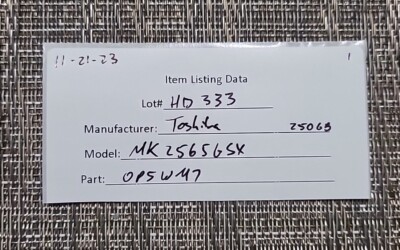 11-21-23 1
Item Listing Data
Lot# HD 333
Manufacturer: Toshiba 250GB
Model: MK2565GSX
Part: 0P5WM7